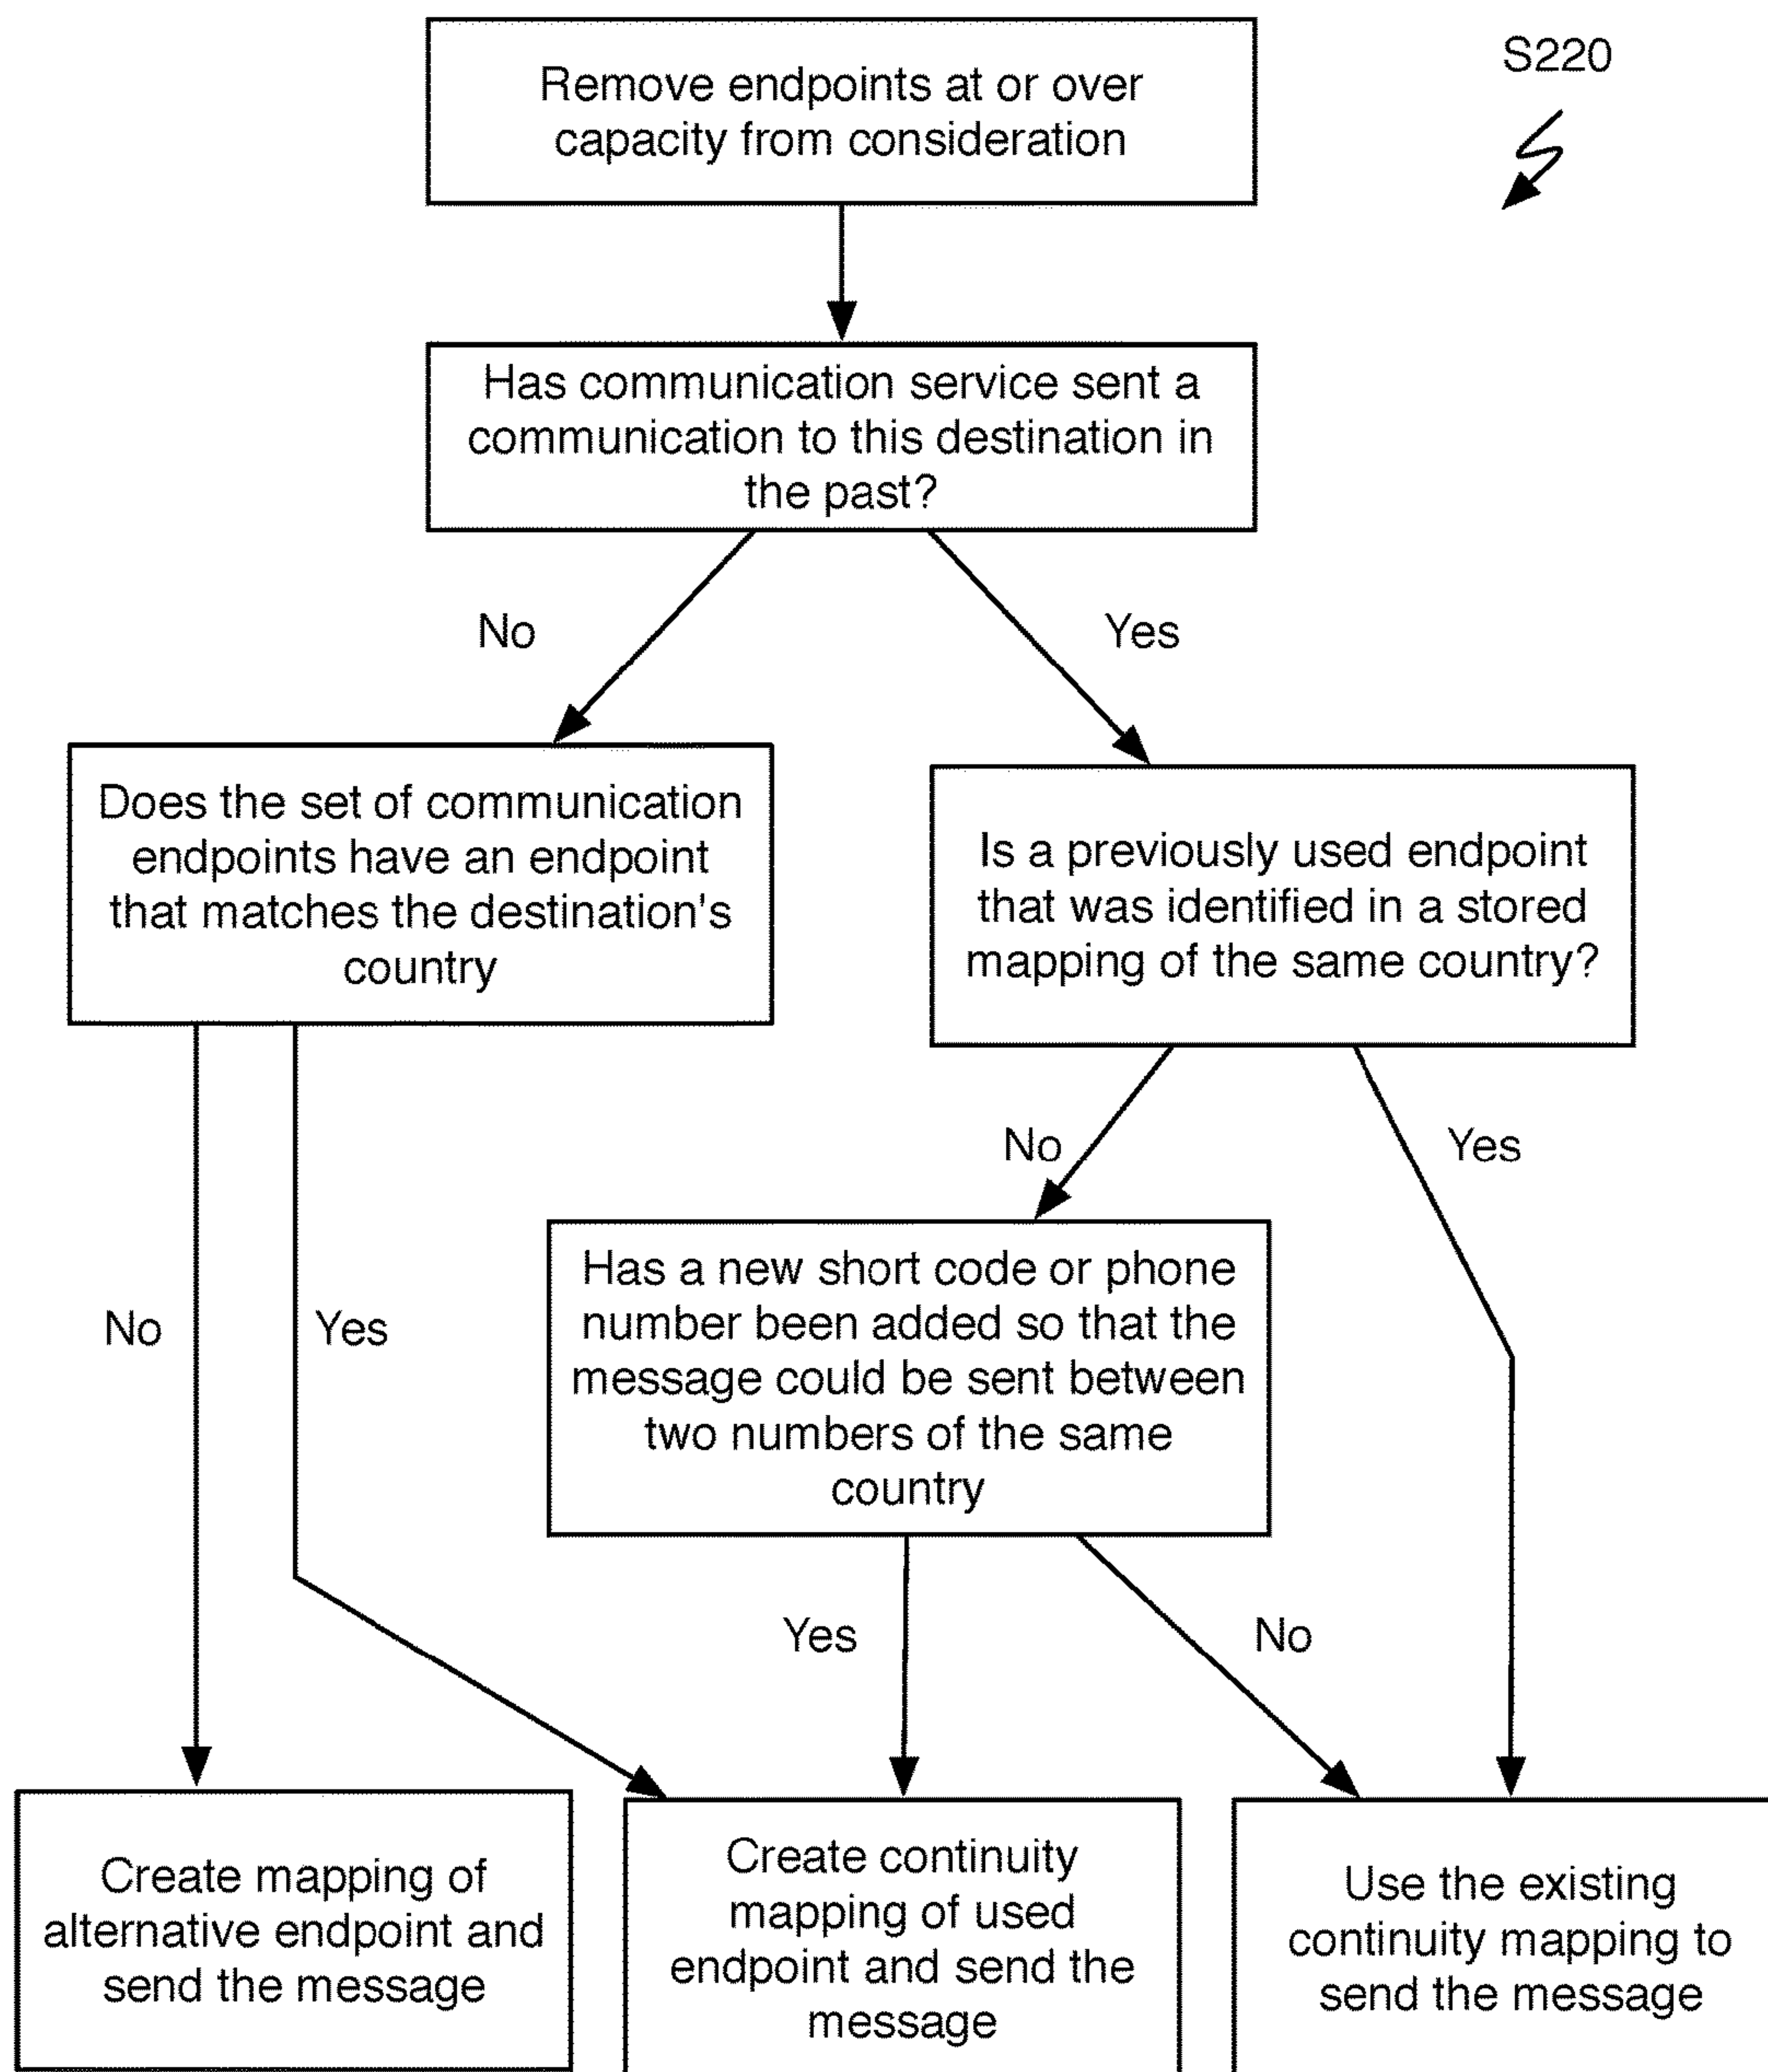 Remove endpoints at or over
capacity from consideration
S220
Has communication service sent a
communication to this destination in
the past?
No
Yes
Does the set of communication
endpoints have an endpoint
that matches the destination's
country
Is a previously used endpoint
that was identified in a stored
mapping of the same country?
No
Yes
Has a new short code or phone
number been added so that the
message could be sent between
two numbers of the same
country
No
Yes
Yes
No
Create mapping of
alternative endpoint and
send the message
Create continuity
mapping of used
endpoint and send the
message
Use the existing
continuity mapping to
send the message